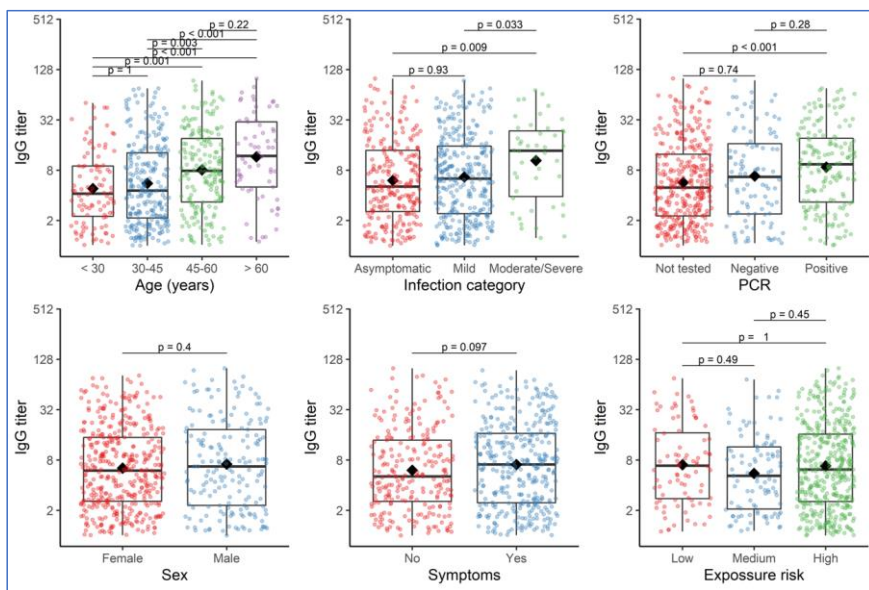 512
128
32
8
2
IgG titer
p = 0.22
p < 0.001
p = 0.003
p < 0.001
p = 0.001
p = 1
< 30 30-45 45-60 > 60
Age (years)
512
128
32
8
2
IgG titer
p = 0.033
p = 0.009
p = 0.93
Asymptomatic Mild Moderate/Severe
Infection category
512
128
32
8
2
IgG titer
p = 0.28
p < 0.001
p = 0.74
Not tested Negative Positive
PCR
512
128
32
8
2
IgG titer
p = 0.4
Female Male
Sex
512
128
32
8
2
IgG titer
p = 0.097
No Yes
Symptoms
512
128
32
8
2
IgG titer
p = 0.45
p = 1
p = 0.49
Low Medium High
Expossure risk